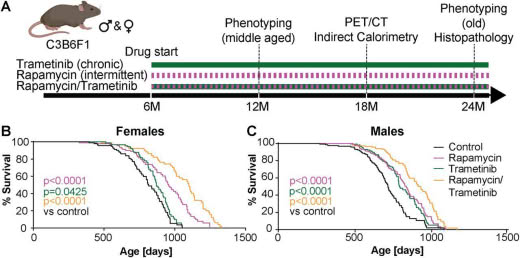 A
♂ & ♀
C3B6F1
Phenotyping
(middle aged)
PET/CT
Indirect Calorimetry
Phenotyping
(old)
Histopathology
Drug start
Trametinib (chronic)
Rapamycin (intermittent)
Rapamycin/Trametinib
6M
12M
18M
24M
B
Females
% Survival
100
80
60
40
20
0
p<0.0001
p=0.0425
p<0.0001
vs control
0
500
1000
1500
Age [days]
C
Males
% Survival
100
80
60
40
20
0
p<0.0001
p<0.0001
p<0.0001
vs control
0
500
1000
1500
Age [days]
Control
Rapamycin
Trametinib
Rapamycin/
Trametinib